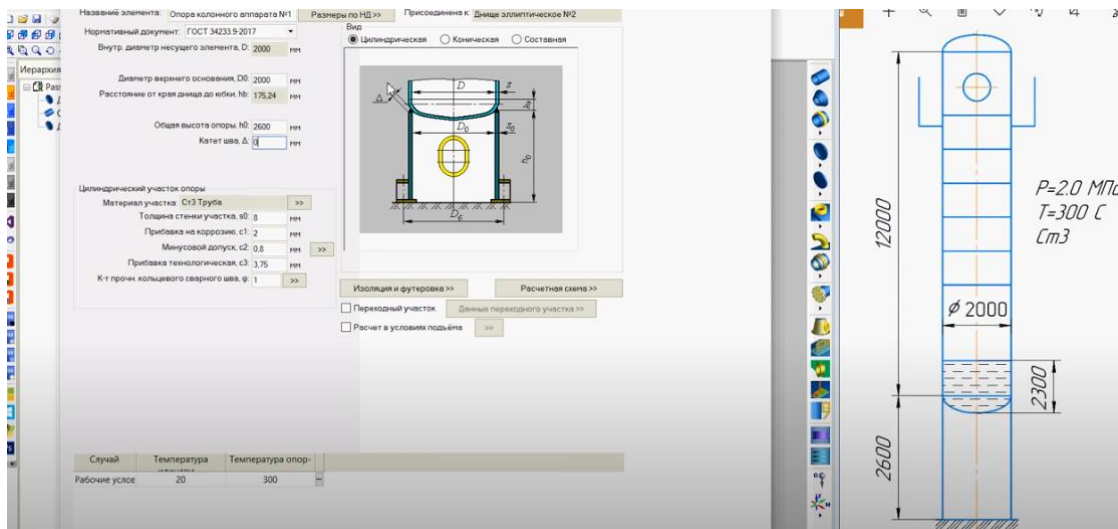 Название элемента: Опора колонного аппарата №1 Размеры по НД >> Присоединена к: Днище эллиптическое №2
Нормативный документ: ГОСТ 34233.9-2017
Внутр. диаметр несущего элемента, D: 2000 мм
Диаметр верхнего основания, D0: 2000 мм
Расстояние от края днища до юбки, hb: 175,24 мм
Общая высота опоры, h0: 2600 мм
Катет шва, Δ: 0 мм
Цилиндрический участок опоры
Материал участка: Ст3 Труба >>
Толщина стенки участка, s0: 8 мм
Прибавка на коррозию, c1: 2 мм
Минусовой допуск, c2: 0,8 мм >>
Прибавка технологическая, c3: 3,75 мм
К-т прочн. кольцевого сварного шва, φ: 1 >>
Вид
Цилиндрическая Коническая Составная
Δ
D
s
D0
s0
h0
Dб
Изоляция и футеровка >> Расчетная схема >>
Переходный участок Данные переходного участка >>
Расчет в условиях подъёма >>
Случай Температура Температура опор-
Рабочие услов 20 300
Иерархия
12000
2600
⌀ 2000
2300
P=2.0 МПа
T=300 C
Ст3